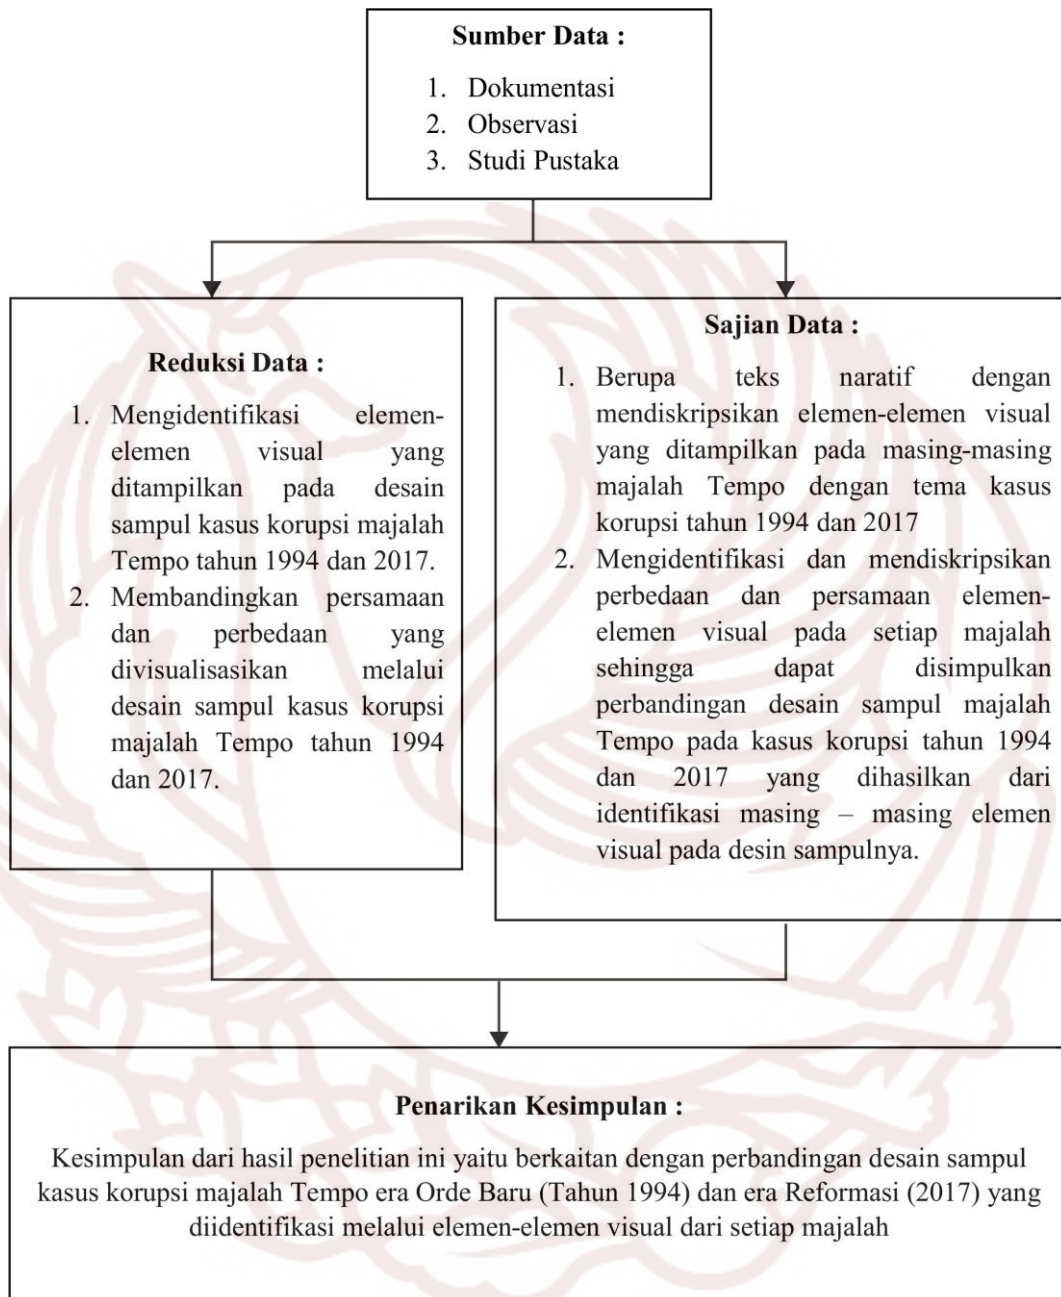 Sumber Data :
1. Dokumentasi
2. Observasi
3. Studi Pustaka
Reduksi Data :
1. Mengidentifikasi elemen-
elemen visual yang
ditampilkan pada desain
sampul kasus korupsi majalah
Tempo tahun 1994 dan 2017.
2. Membandingkan persamaan
dan perbedaan yang
divisualisasikan melalui
desain sampul kasus korupsi
majalah Tempo tahun 1994
dan 2017.
Sajian Data :
1. Berupa teks naratif dengan
mendiskripsikan elemen-elemen visual
yang ditampilkan pada masing-masing
majalah Tempo dengan tema kasus
korupsi tahun 1994 dan 2017
2. Mengidentifikasi dan mendiskripsikan
perbedaan dan persamaan elemen-
elemen visual pada setiap majalah
sehingga dapat disimpulkan
perbandingan desain sampul majalah
Tempo pada kasus korupsi tahun 1994
dan 2017 yang dihasilkan dari
identifikasi masing – masing elemen
visual pada desin sampulnya.
Penarikan Kesimpulan :
Kesimpulan dari hasil penelitian ini yaitu berkaitan dengan perbandingan desain sampul
kasus korupsi majalah Tempo era Orde Baru (Tahun 1994) dan era Reformasi (2017) yang
diidentifikasi melalui elemen-elemen visual dari setiap majalah